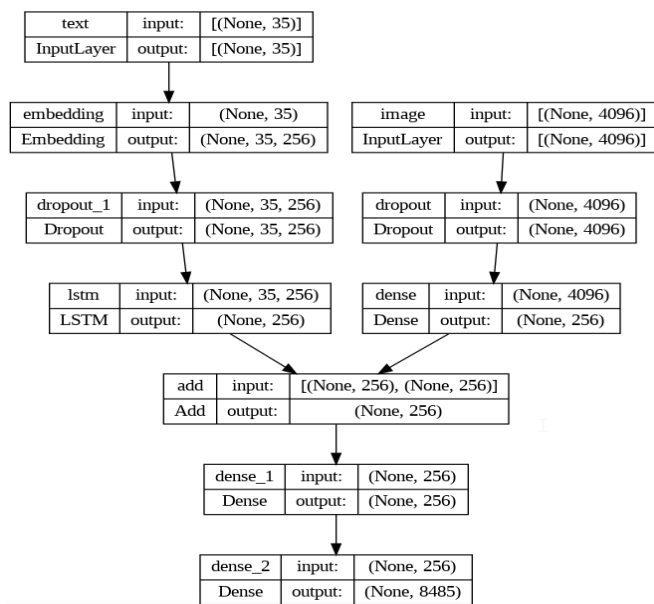 text input: [(None, 35)]
InputLayer output: [(None, 35)]
embedding input: (None, 35)
Embedding output: (None, 35, 256)
image input: [(None, 4096)]
InputLayer output: [(None, 4096)]
dropout_1 input: (None, 35, 256)
Dropout output: (None, 35, 256)
dropout input: (None, 4096)
Dropout output: (None, 4096)
lstm input: (None, 35, 256)
LSTM output: (None, 256)
dense input: (None, 4096)
Dense output: (None, 256)
add input: [(None, 256), (None, 256)]
Add output: (None, 256)
dense_1 input: (None, 256)
Dense output: (None, 256)
dense_2 input: (None, 256)
Dense output: (None, 8485)